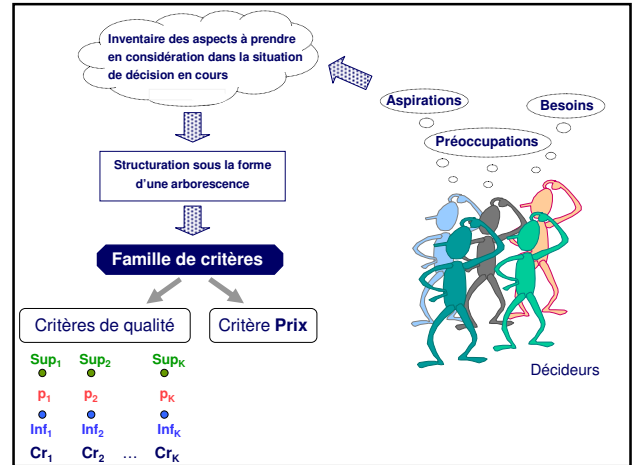 Inventaire des aspects à prendre
en considération dans la situation
de décision en cours
Aspirations
Besoins
Préoccupations
Structuration sous la forme
d'une arborescence
Famille de critères
Critères de qualité
Critère Prix
Décideurs
Sup1 Sup2 SupK
p1 p2 pK
Inf1 Inf2 InfK
Cr1 Cr2 … CrK